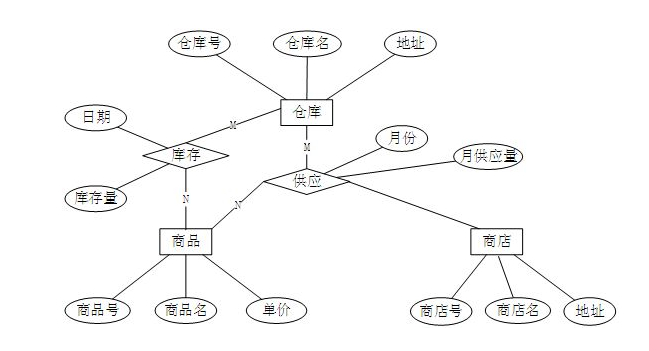 仓库号
仓库名
地址
仓库
日期
M
月份
库存
M
月供应量
供应
库存量
N
N
商品
商店
商品号
商品名
单价
商店号
商店名
地址